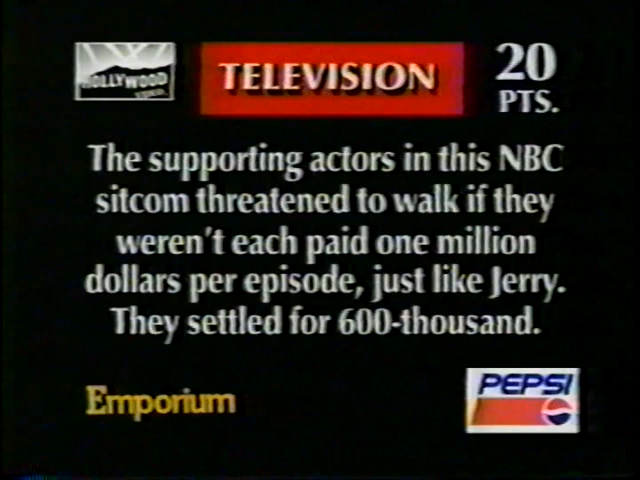 HOLLYWOOD
VIDEO
TELEVISION
20
PTS.
The supporting actors in this NBC
sitcom threatened to walk if they
weren't each paid one million
dollars per episode, just like Jerry.
They settled for 600-thousand.
Emporium
PEPSI